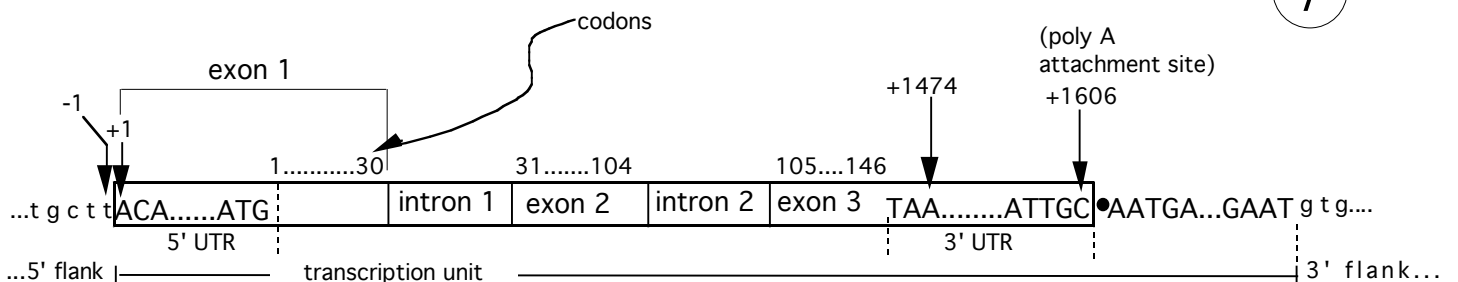 7
codons
(poly A
attachment site)
exon 1
+1474
+1606
-1
+1
1...........30
31.......104
105....146
...t g c t t ACA......ATG
intron 1
exon 2
intron 2
exon 3
TAA........ATTGC
•AATGA...GAAT g t g....
5' UTR
3' UTR
...5' flank
transcription unit
3' flank...